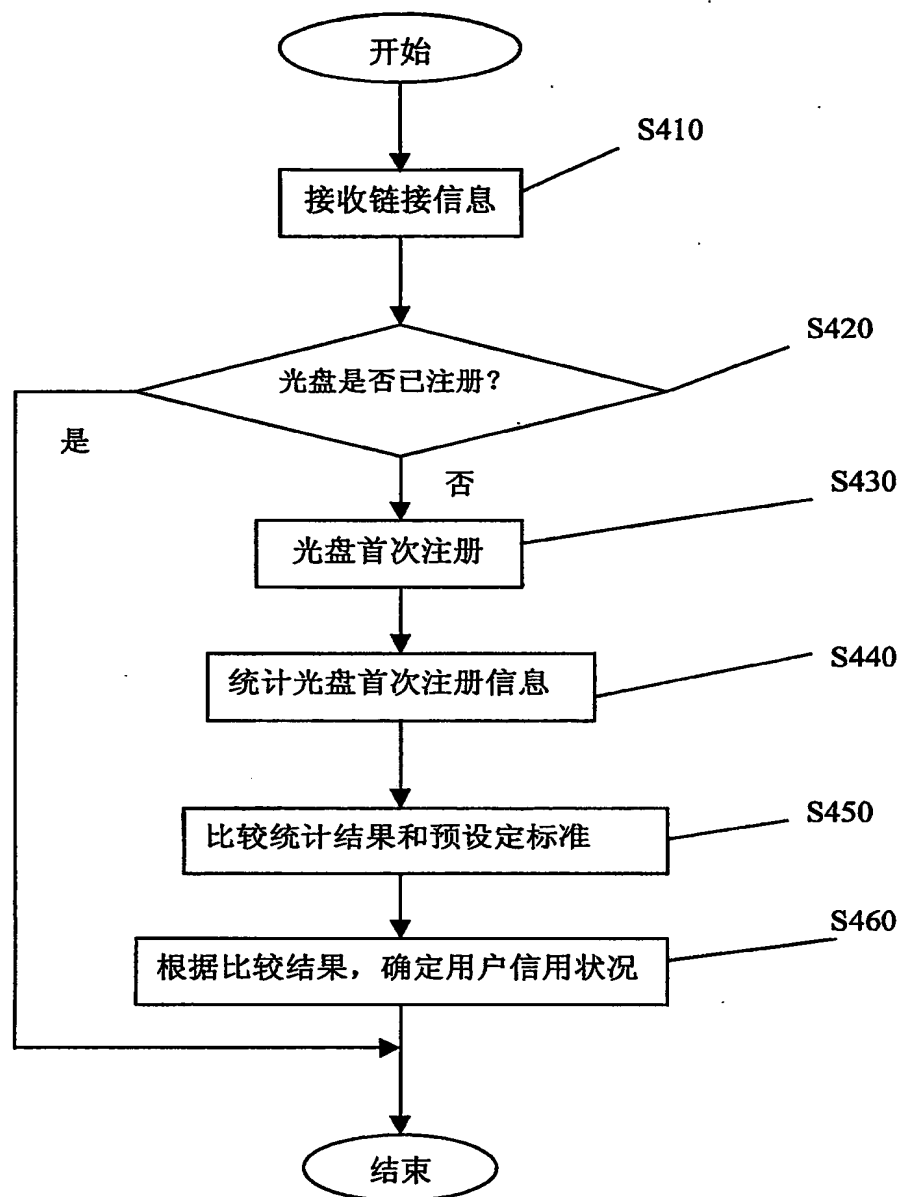 开始
S410
接收链接信息
S420
光盘是否已注册？
是
否
S430
光盘首次注册
S440
统计光盘首次注册信息
S450
比较统计结果和预设定标准
S460
根据比较结果，确定用户信用状况
结束